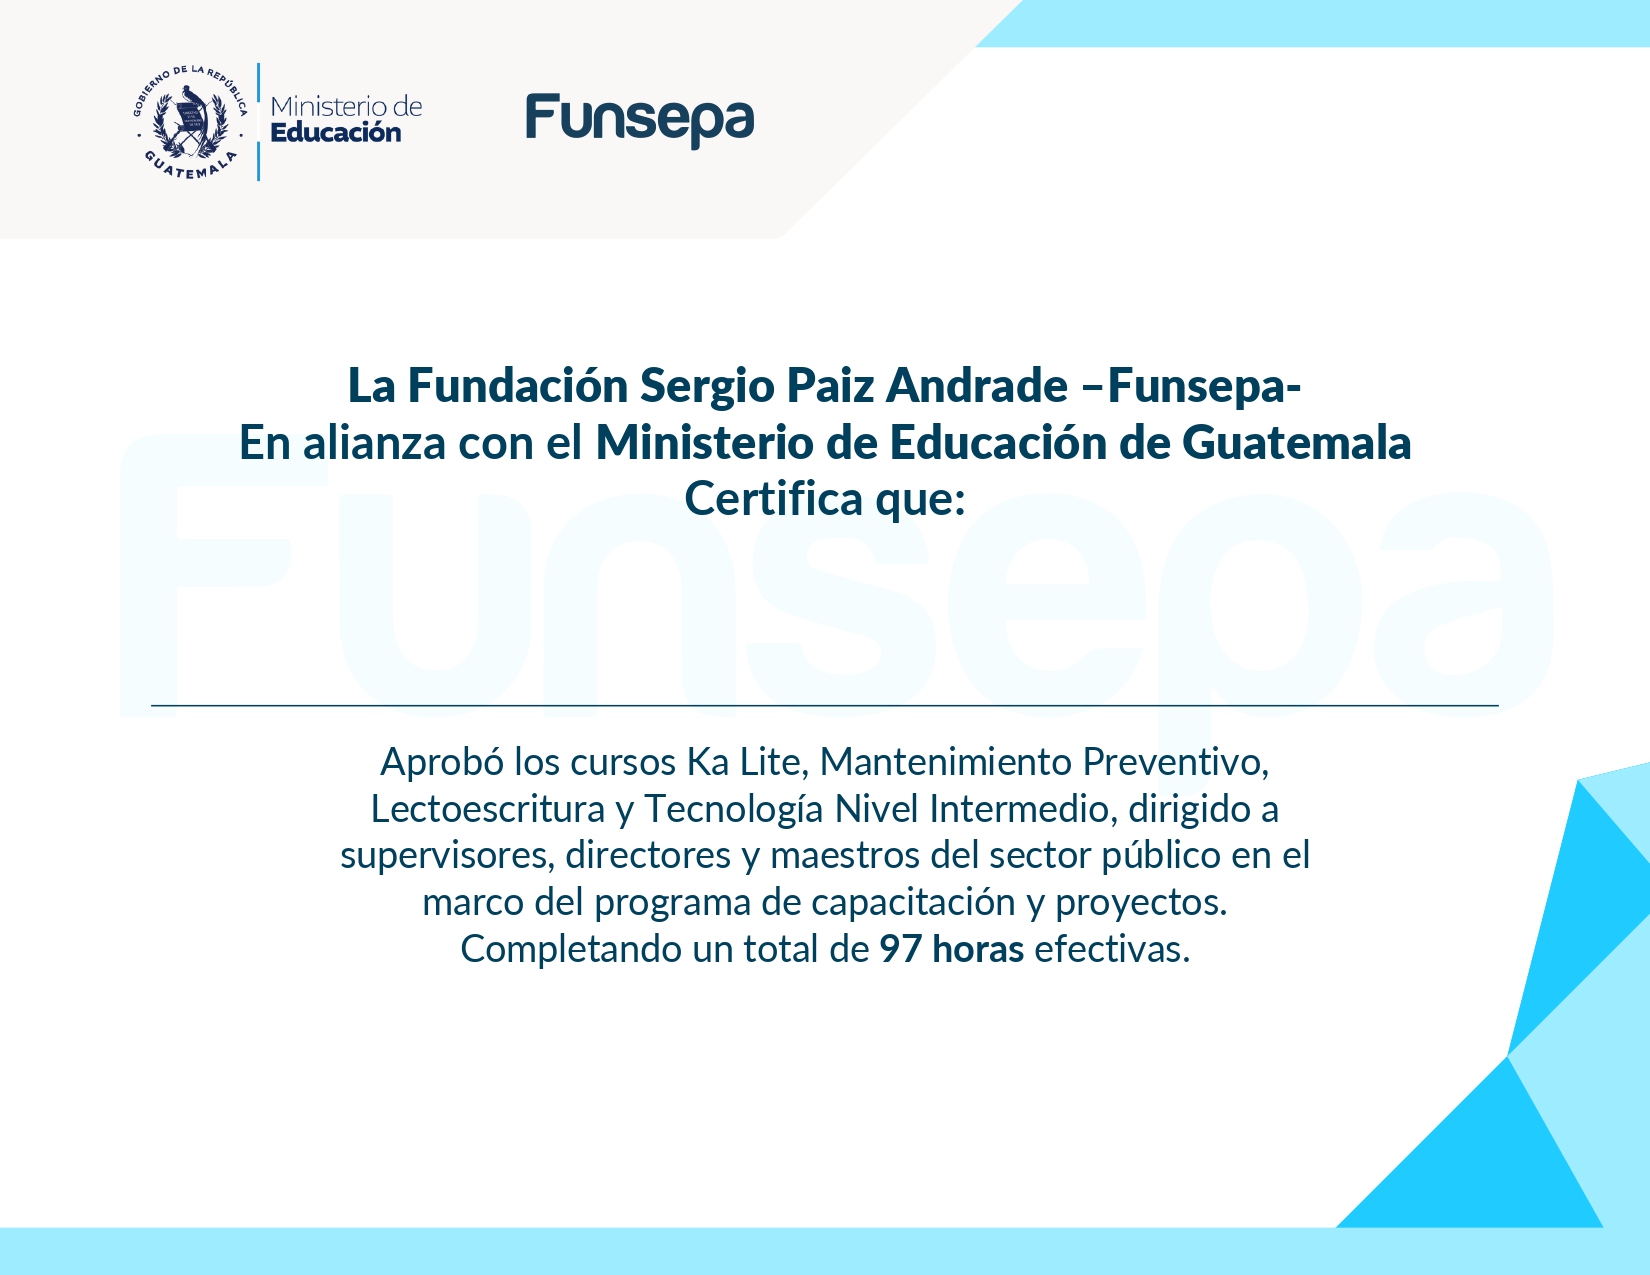 GOBIERNO DE LA REPÚBLICA
GUATEMALA
Ministerio de
Educación
Funsepa
La Fundación Sergio Paiz Andrade –Funsepa-
En alianza con el Ministerio de Educación de Guatemala
Certifica que:
Funsepa
Aprobó los cursos Ka Lite, Mantenimiento Preventivo,
Lectoescritura y Tecnología Nivel Intermedio, dirigido a
supervisores, directores y maestros del sector público en el
marco del programa de capacitación y proyectos.
Completando un total de 97 horas efectivas.